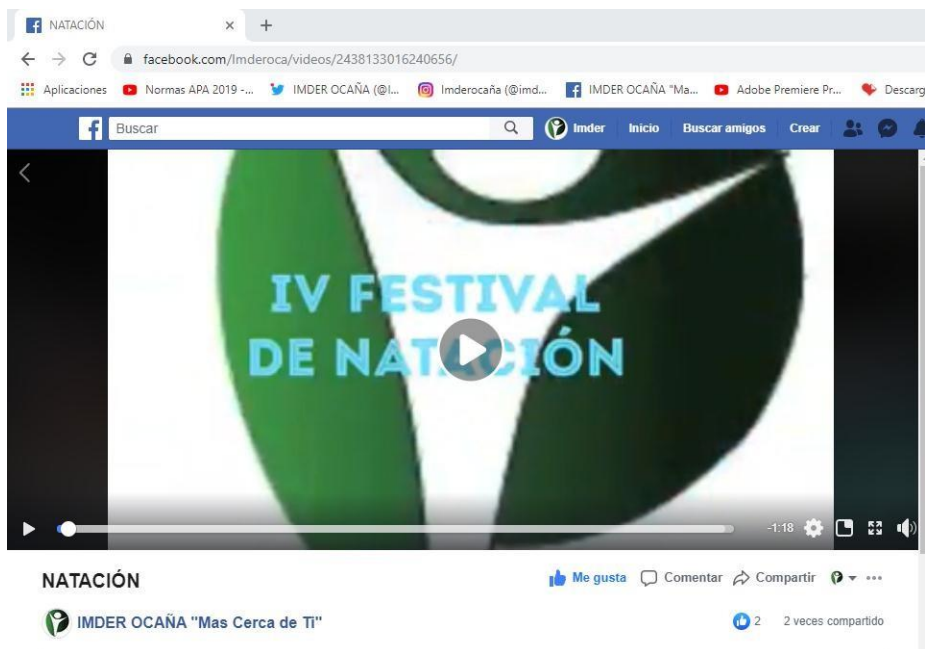 NATACIÓN
facebook.com/Imderoca/videos/2438133016240656/
Aplicaciones Normas APA 2019 -... IMDER OCAÑA (@I... Imderocaña (@imd... IMDER OCAÑA "Ma... Adobe Premiere Pr... Descarg
Buscar Imder Inicio Buscar amigos Crear
IV FESTIVAL
DE NATACIÓN
-1:18
NATACIÓN Me gusta Comentar Compartir
IMDER OCAÑA "Mas Cerca de Ti" 2 2 veces compartido